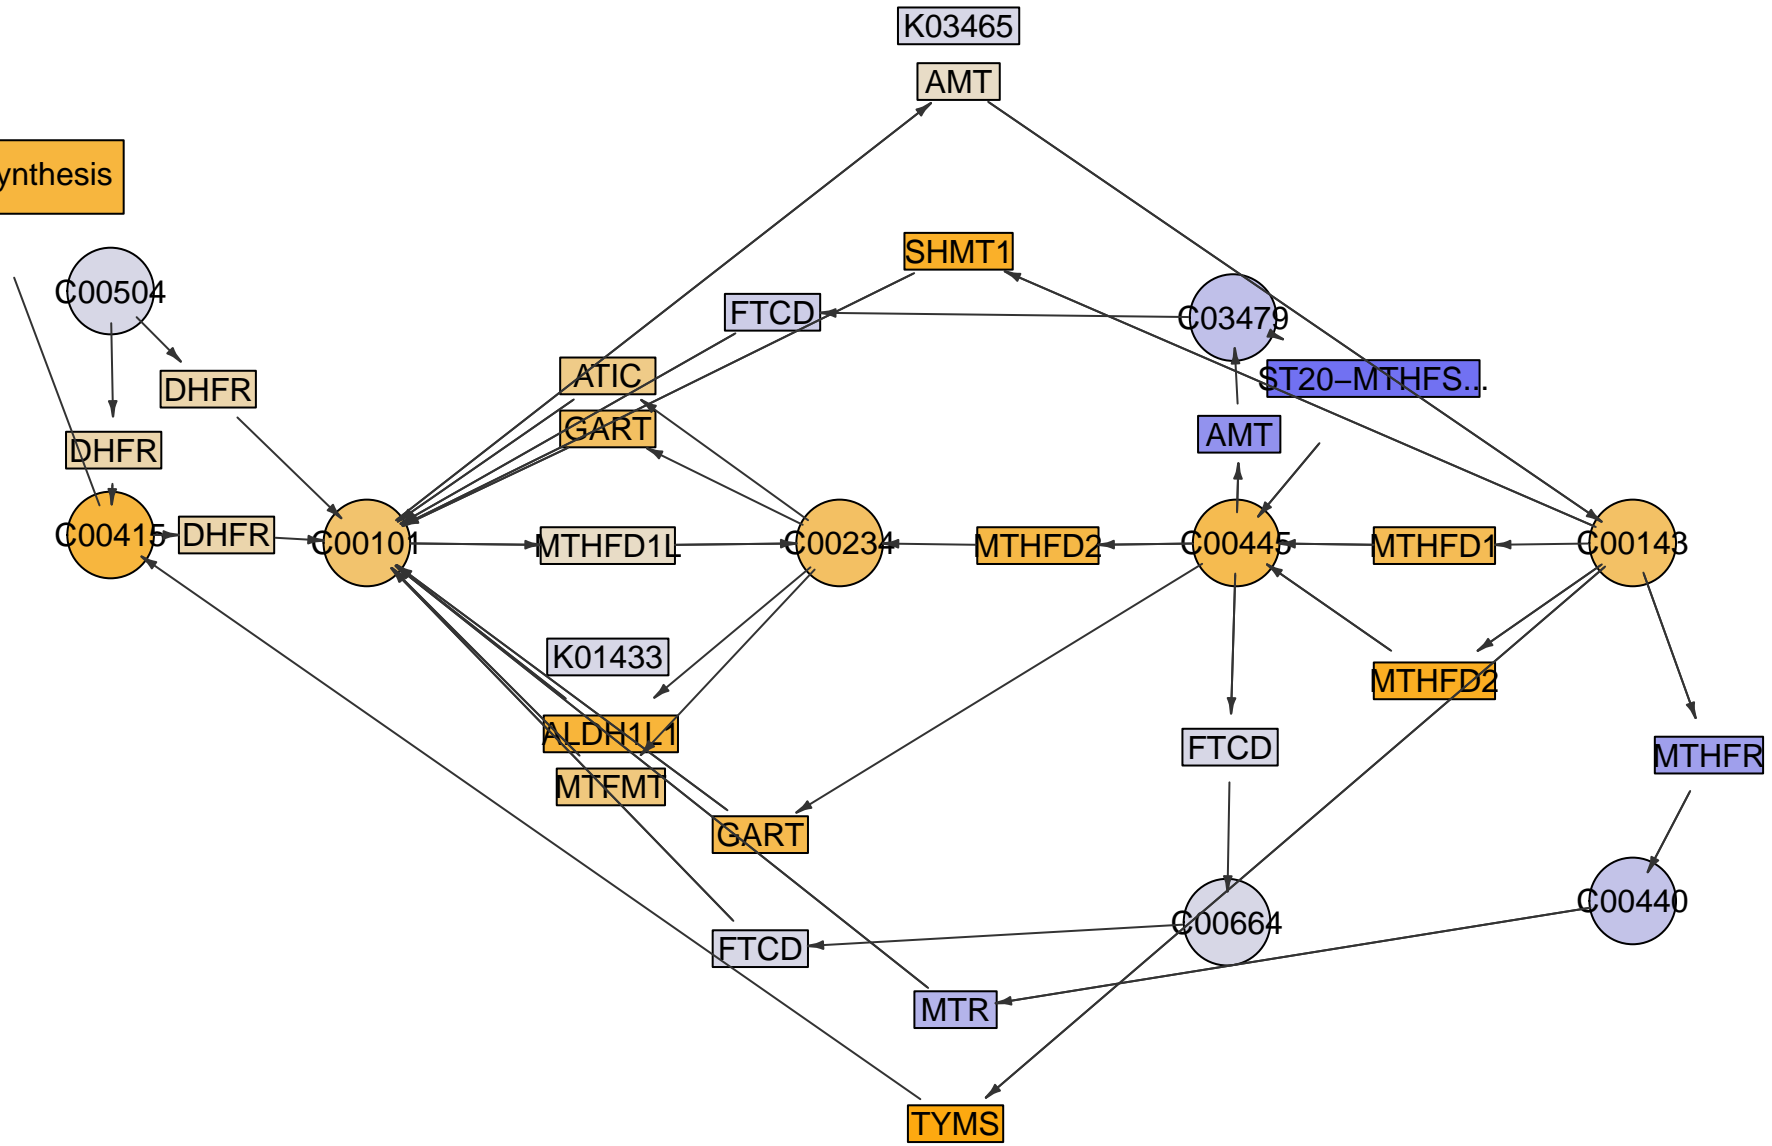 K03465
AMT
ynthesis
SHMT1
C00504
FTCD
C03479
DHFR
ATIC
ST20−MTHFS...
GART
AMT
DHFR
C00415
DHFR
C00101
MTHFD1L
C00234
MTHFD2
C00445
MTHFD1
C00143
K01433
MTHFD2
ALDH1L1
FTCD
MTHFR
MTFMT
GART
C00440
C00664
FTCD
MTR
TYMS